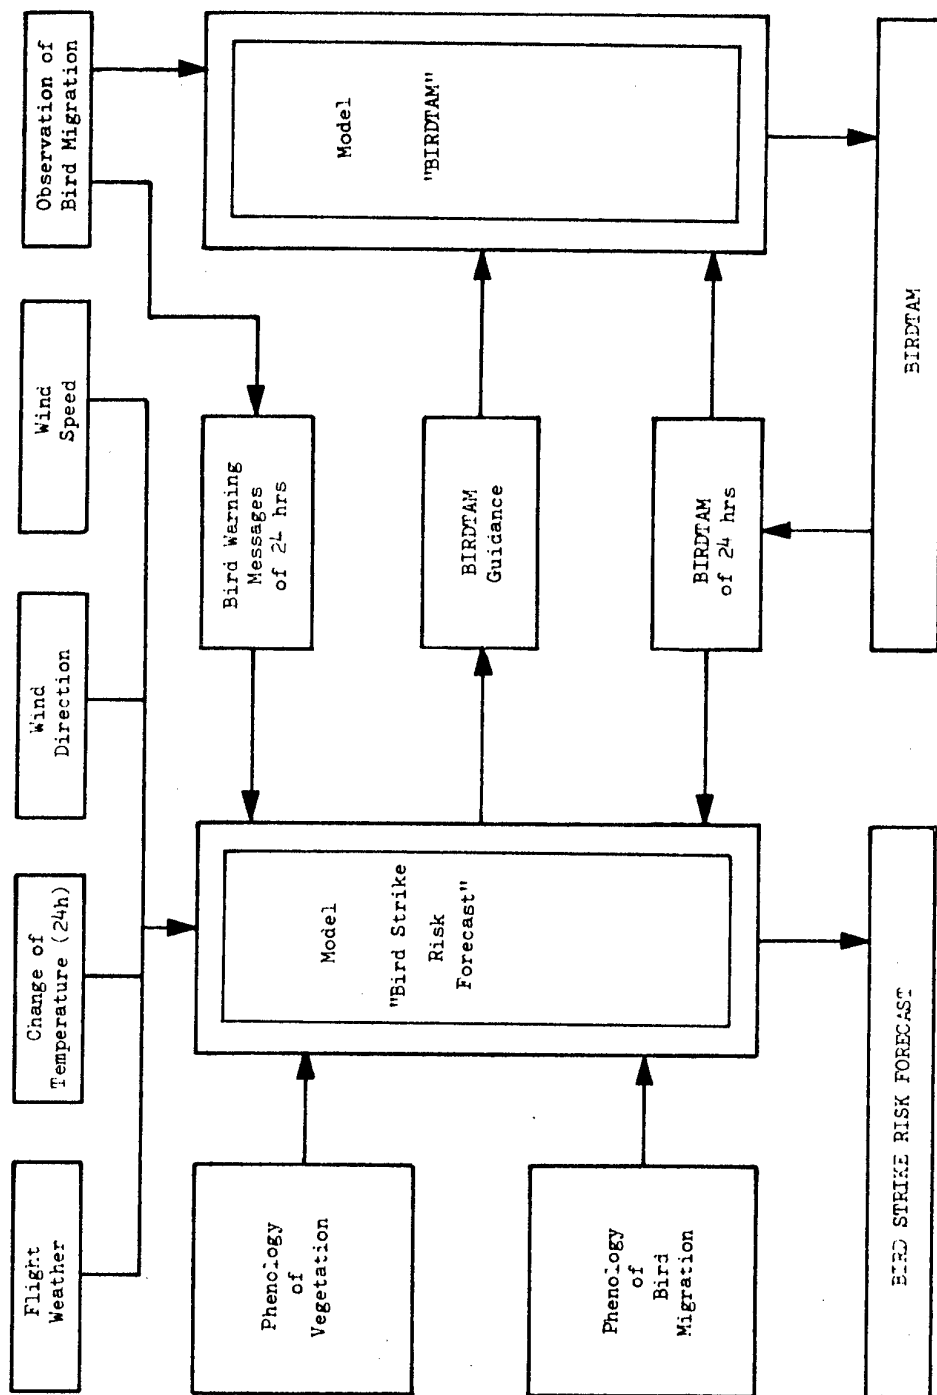 Flight
Weather
Change of
Temperature (24h)
Wind
Direction
Wind
Speed
Observation of
Bird Migration
Phenology
of
Vegetation
Phenology
of
Bird
Migration
Model
"Bird Strike
Risk
Forecast"
Bird Warning
Messages
of 24 hrs
BIRDTAM
Guidance
BIRDTAM
of 24 hrs
Model
"BIRDTAM"
BIRD STRIKE RISK FORECAST
BIRDTAM